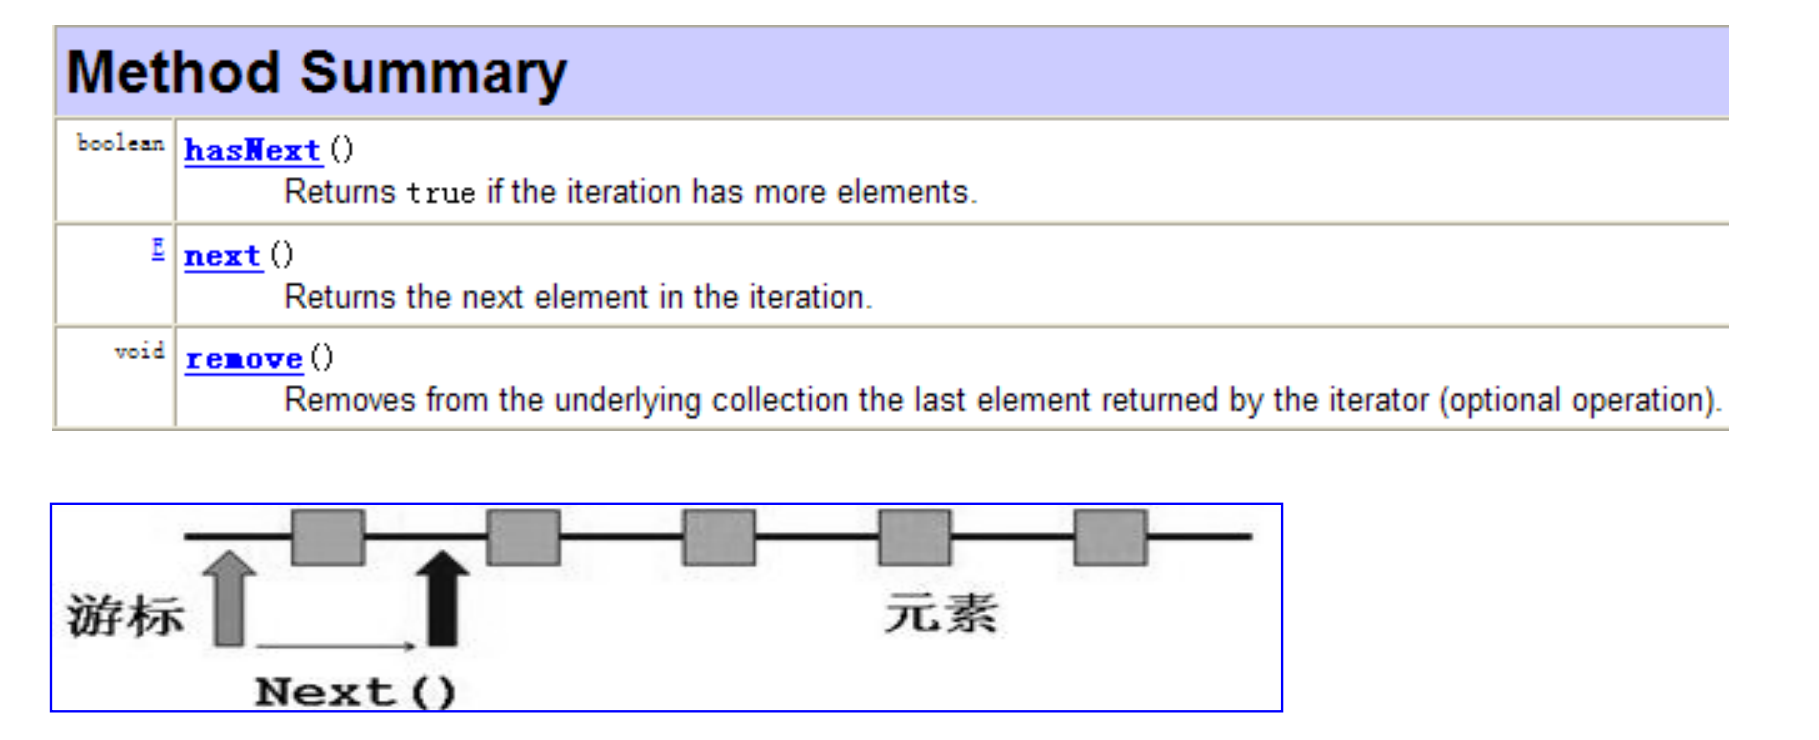 Method Summary
boolean hasNext()
Returns true if the iteration has more elements.
E next()
Returns the next element in the iteration.
void remove()
Removes from the underlying collection the last element returned by the iterator (optional operation).
游标
元素
Next()